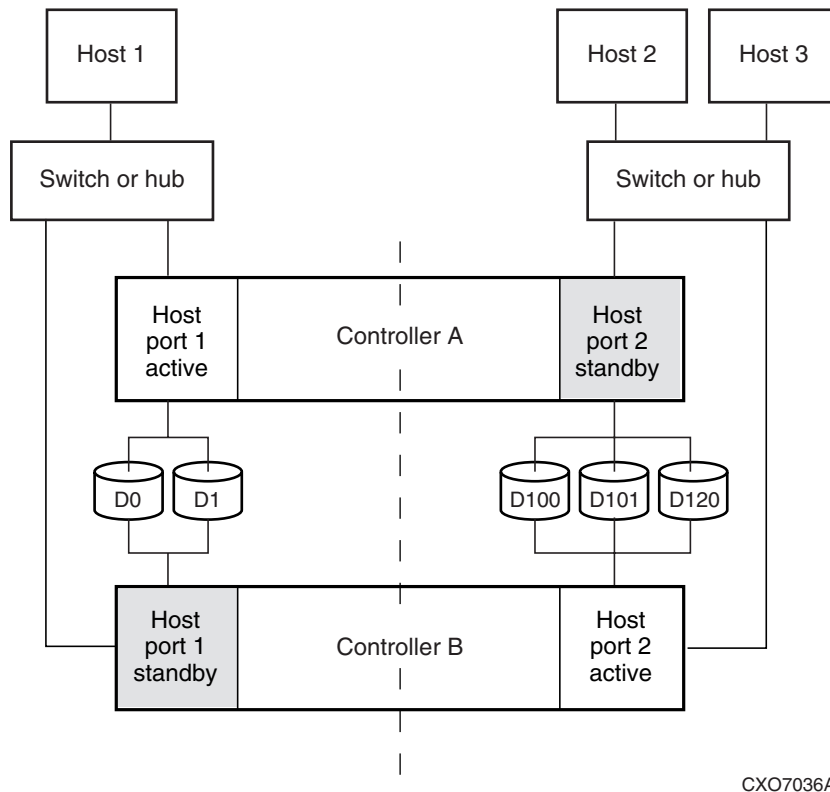 Host 1
Host 2
Host 3
Switch or hub
Switch or hub
Host
port 1
active
Controller A
Host
port 2
standby
D0
D1
D100
D101
D120
Host
port 1
standby
Controller B
Host
port 2
active
CXO7036A